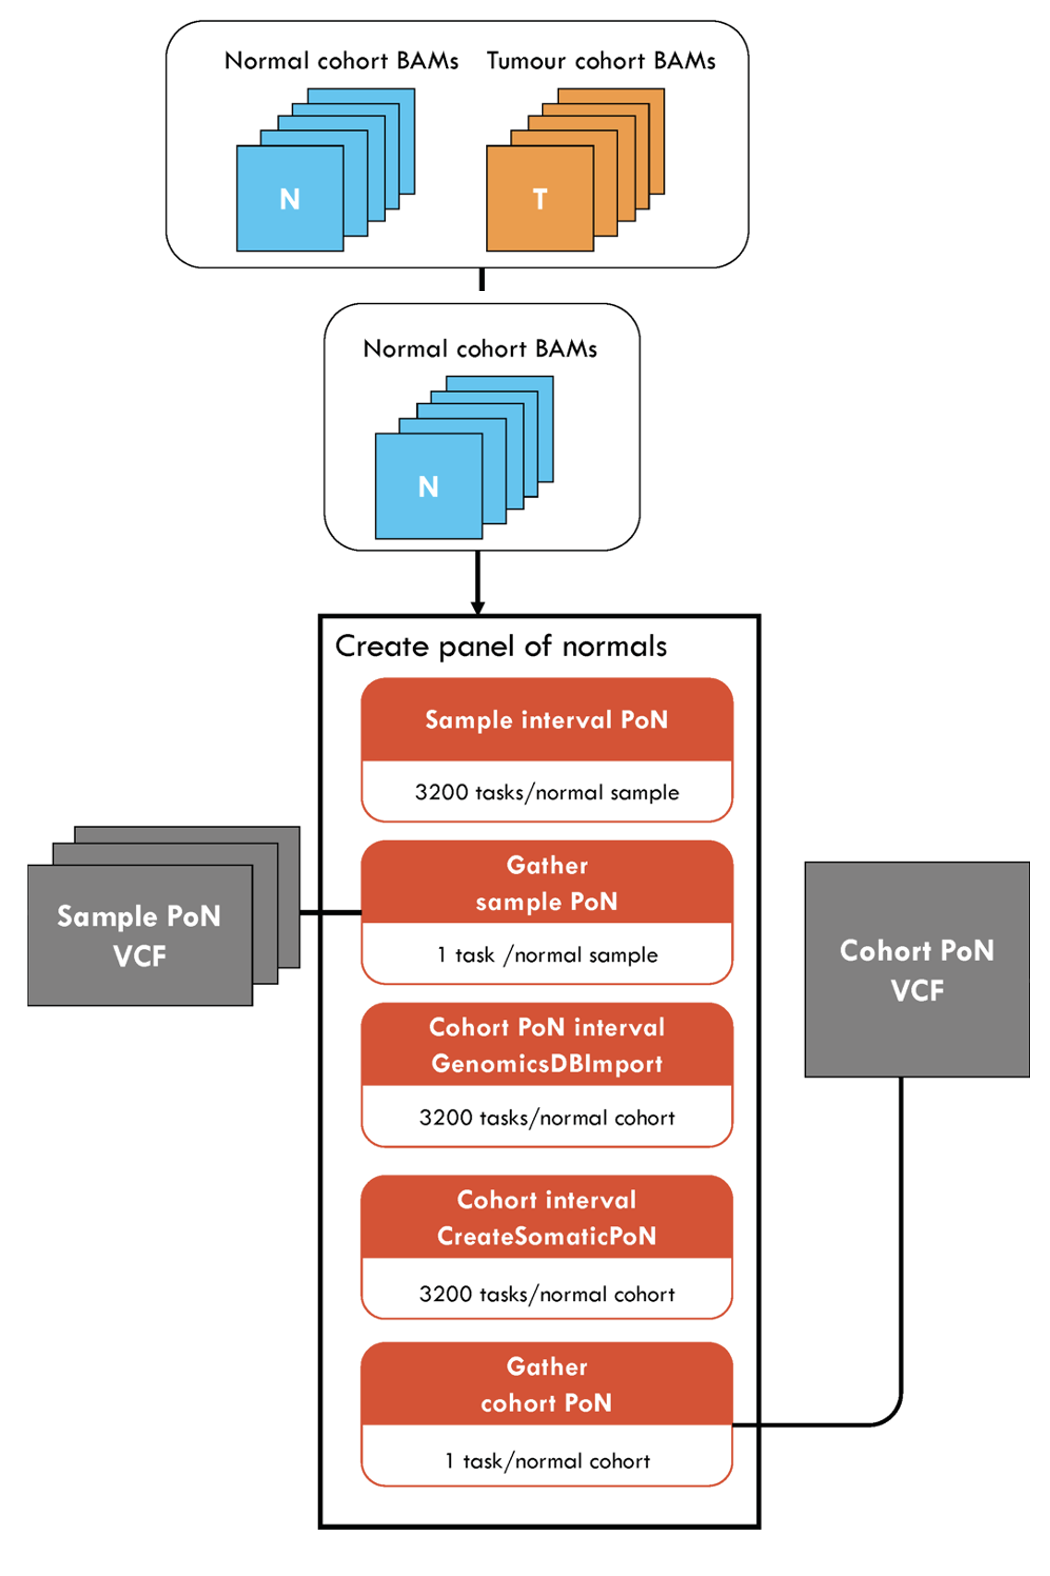 Normal cohort BAMs
Tumour cohort BAMs
N
T
Normal cohort BAMs
N
Create panel of normals
Sample interval PoN
3200 tasks/normal sample
Gather
sample PoN
1 task /normal sample
Sample PoN
VCF
Cohort PoN
VCF
Cohort PoN interval
GenomicsDBImport
3200 tasks/normal cohort
Cohort interval
CreateSomaticPoN
3200 tasks/normal cohort
Gather
cohort PoN
1 task/normal cohort